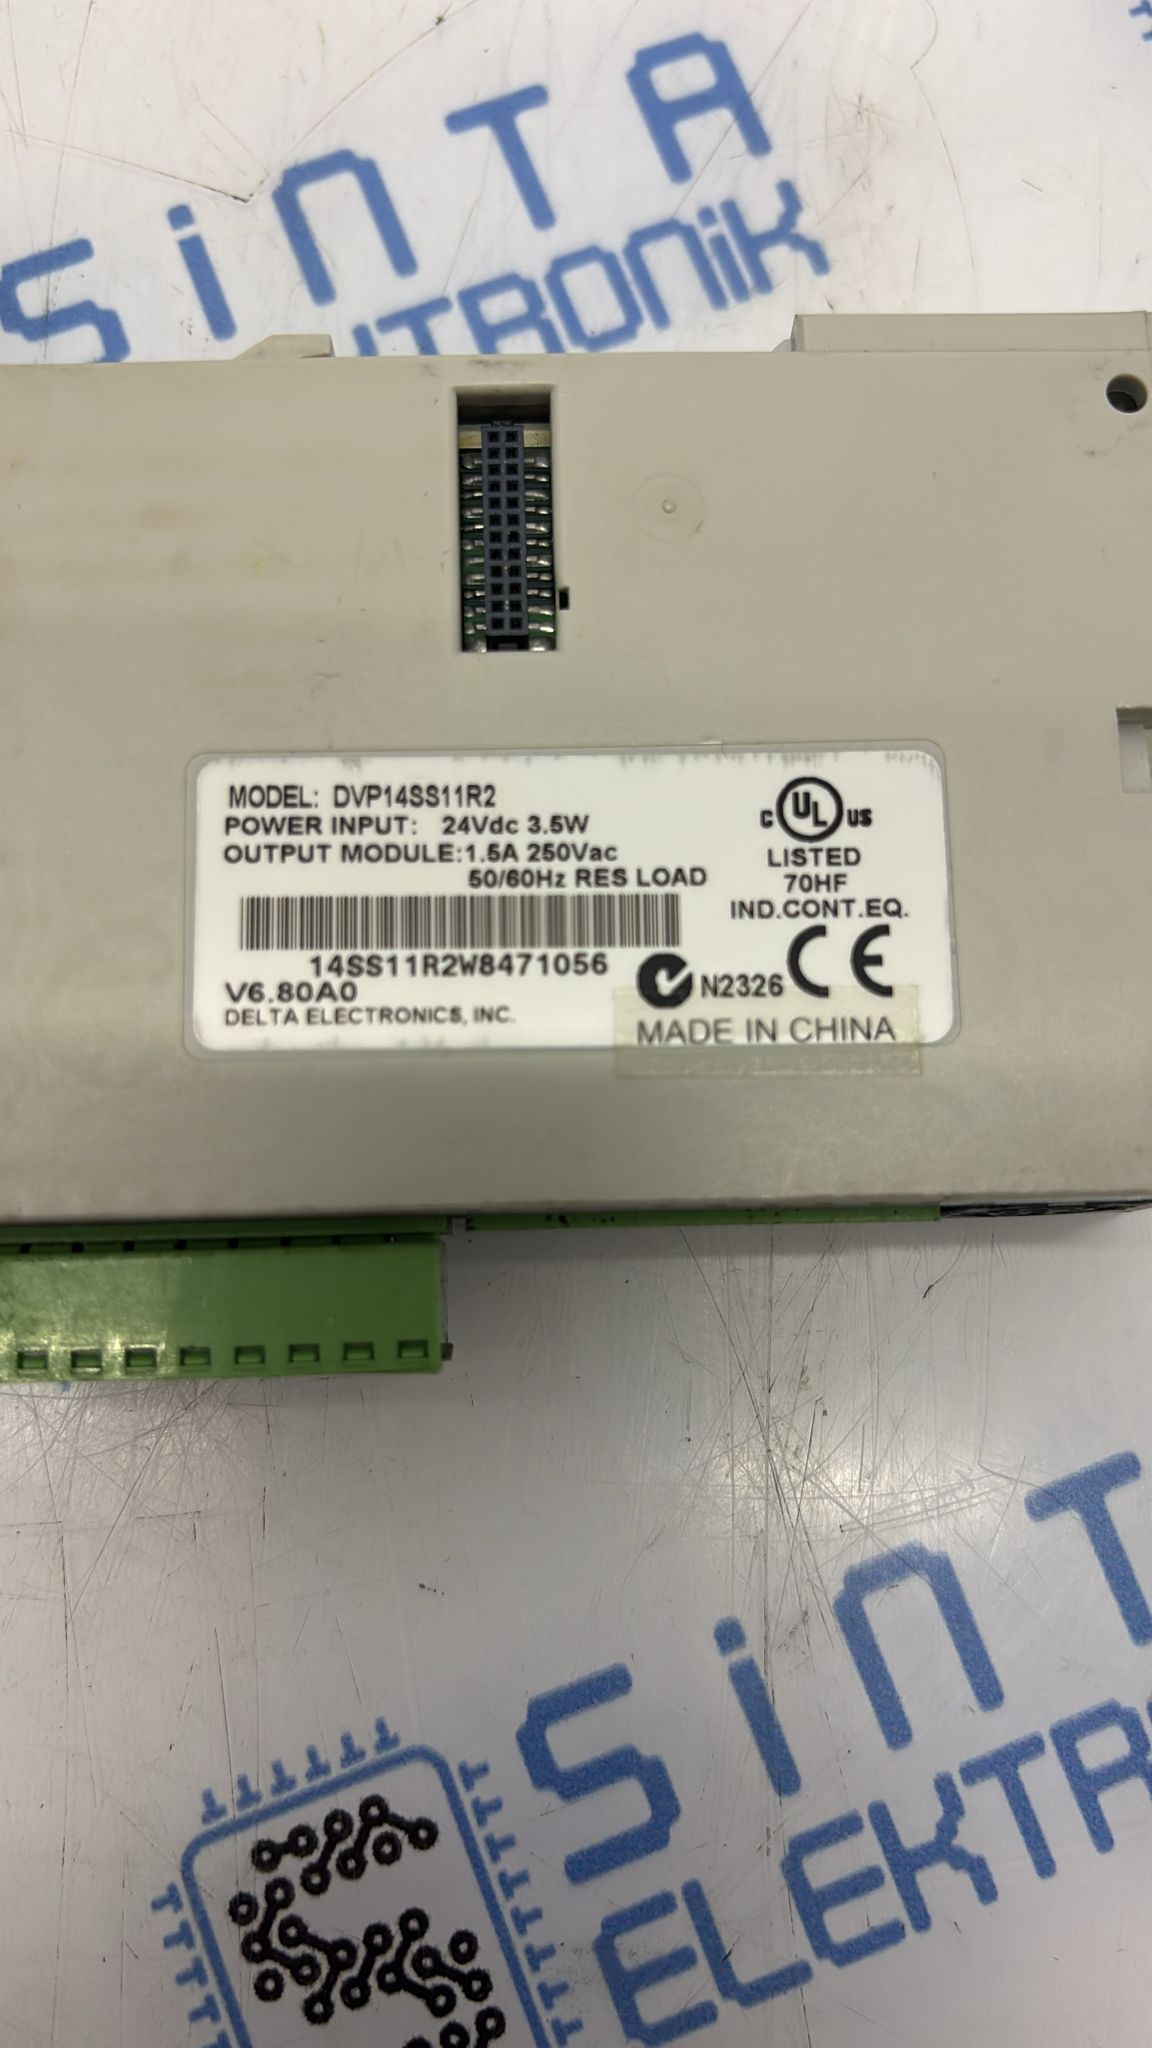 SiNTA
TRONiK
MODEL: DVP14SS11R2
POWER INPUT: 24Vdc 3.5W
OUTPUT MODULE:1.5A 250Vac
50/60Hz RES LOAD
C UL US
LISTED
70HF
IND.CONT.EQ.
14SS11R2W8471056
N2326 CE
V6.80A0
DELTA ELECTRONICS, INC.
MADE IN CHINA
SiNT
ELEKTR